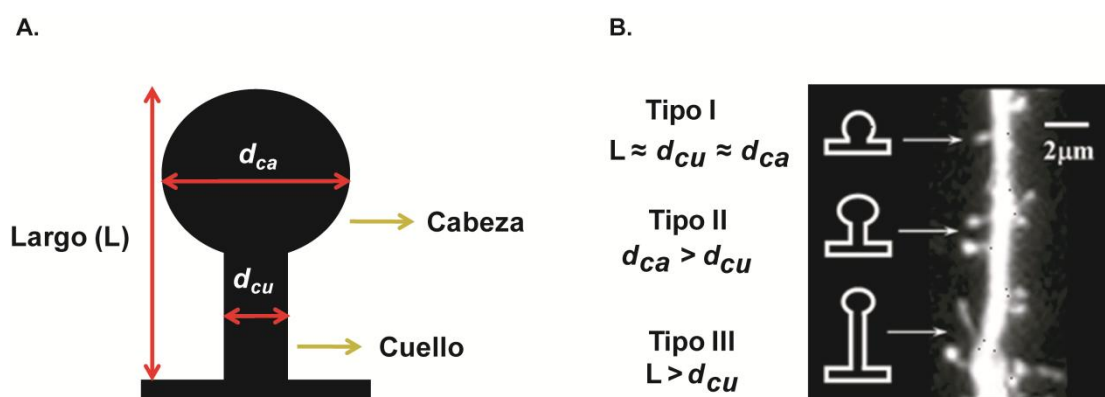 A.
d_ca
Largo (L)
Cabeza
d_cu
Cuello
B.
Tipo I
L ≈ d_cu ≈ d_ca
Tipo II
d_ca > d_cu
Tipo III
L > d_cu
2μm